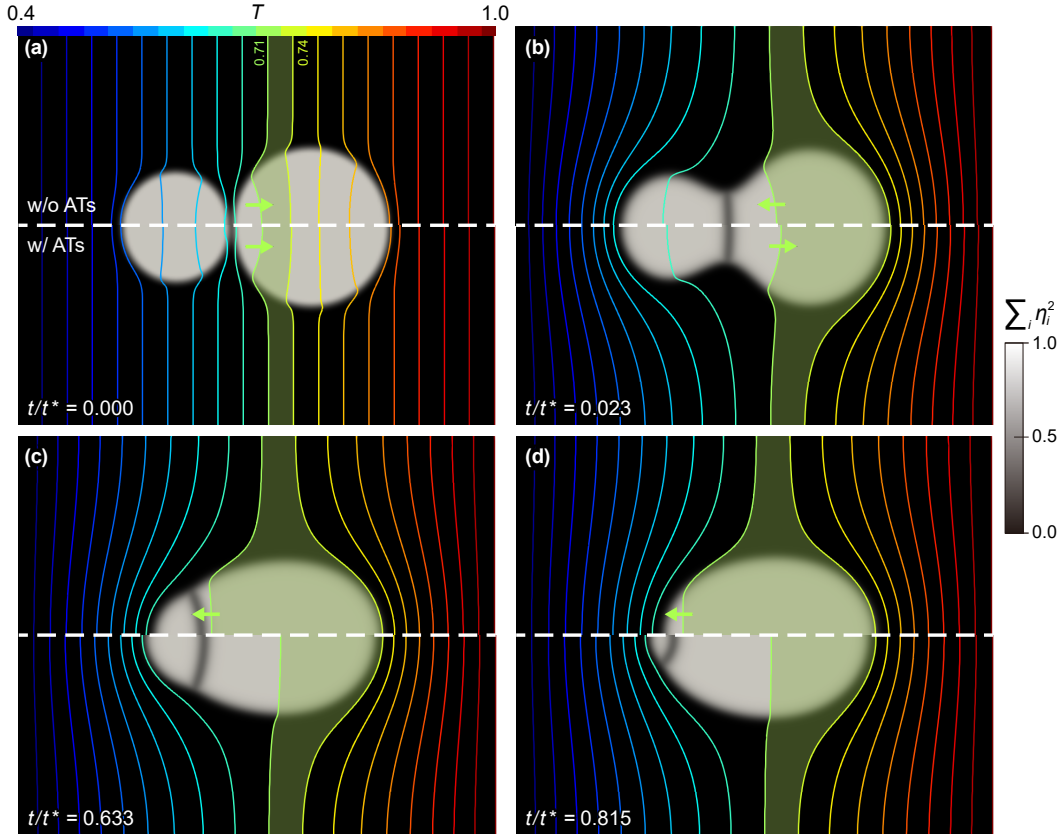 0.4 T 1.0
(a)
0.71
0.74
w/o ATs
w/ ATs
t/t* = 0.000
(b)
t/t* = 0.023
∑ᵢ ηᵢ²
1.0
0.5
0.0
(c)
t/t* = 0.633
(d)
t/t* = 0.815